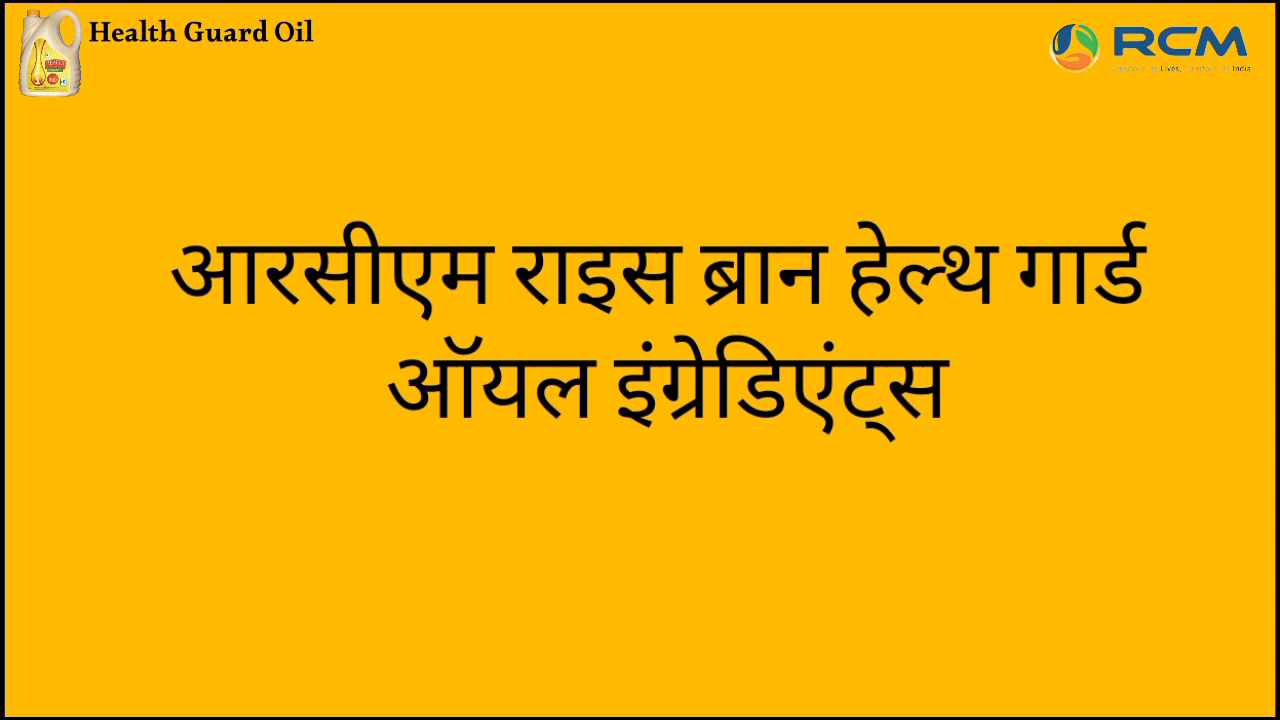 Health Guard Oil
RCM
आरसीएम राइस ब्रान हेल्थ गार्ड
ऑयल इंग्रेडिएंट्स